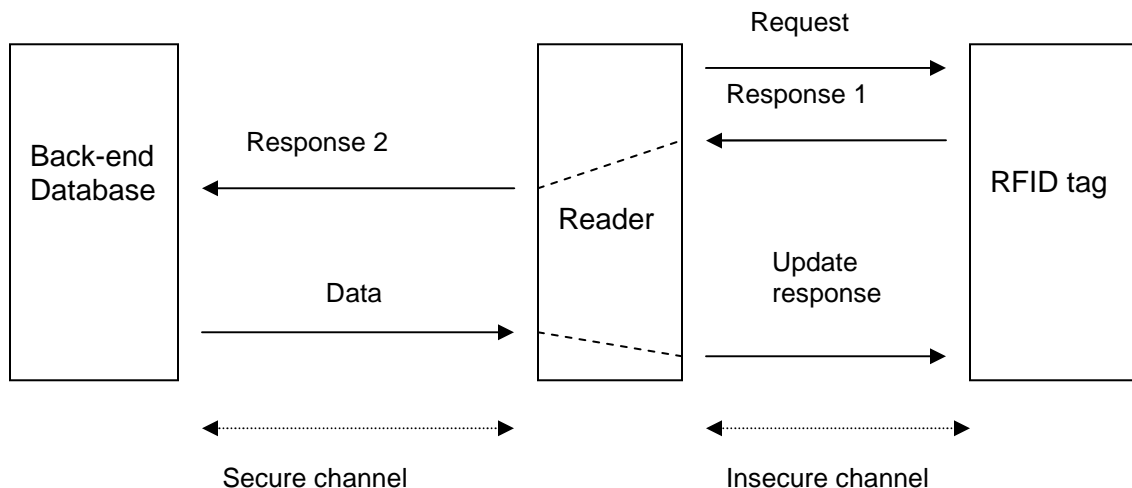 Request
Response 1
Response 2
Back-end
Database
Reader
RFID tag
Update
response
Data
Secure channel
Insecure channel